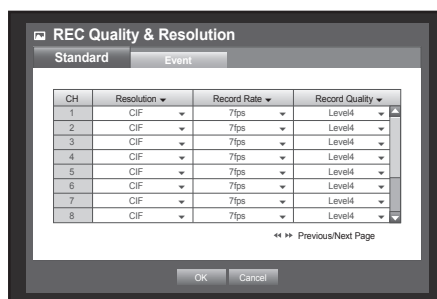 REC Quality & Resolution
Standard Event
CH Resolution Record Rate Record Quality
1 CIF 7fps Level4
2 CIF 7fps Level4
3 CIF 7fps Level4
4 CIF 7fps Level4
5 CIF 7fps Level4
6 CIF 7fps Level4
7 CIF 7fps Level4
8 CIF 7fps Level4
Previous/Next Page
OK Cancel